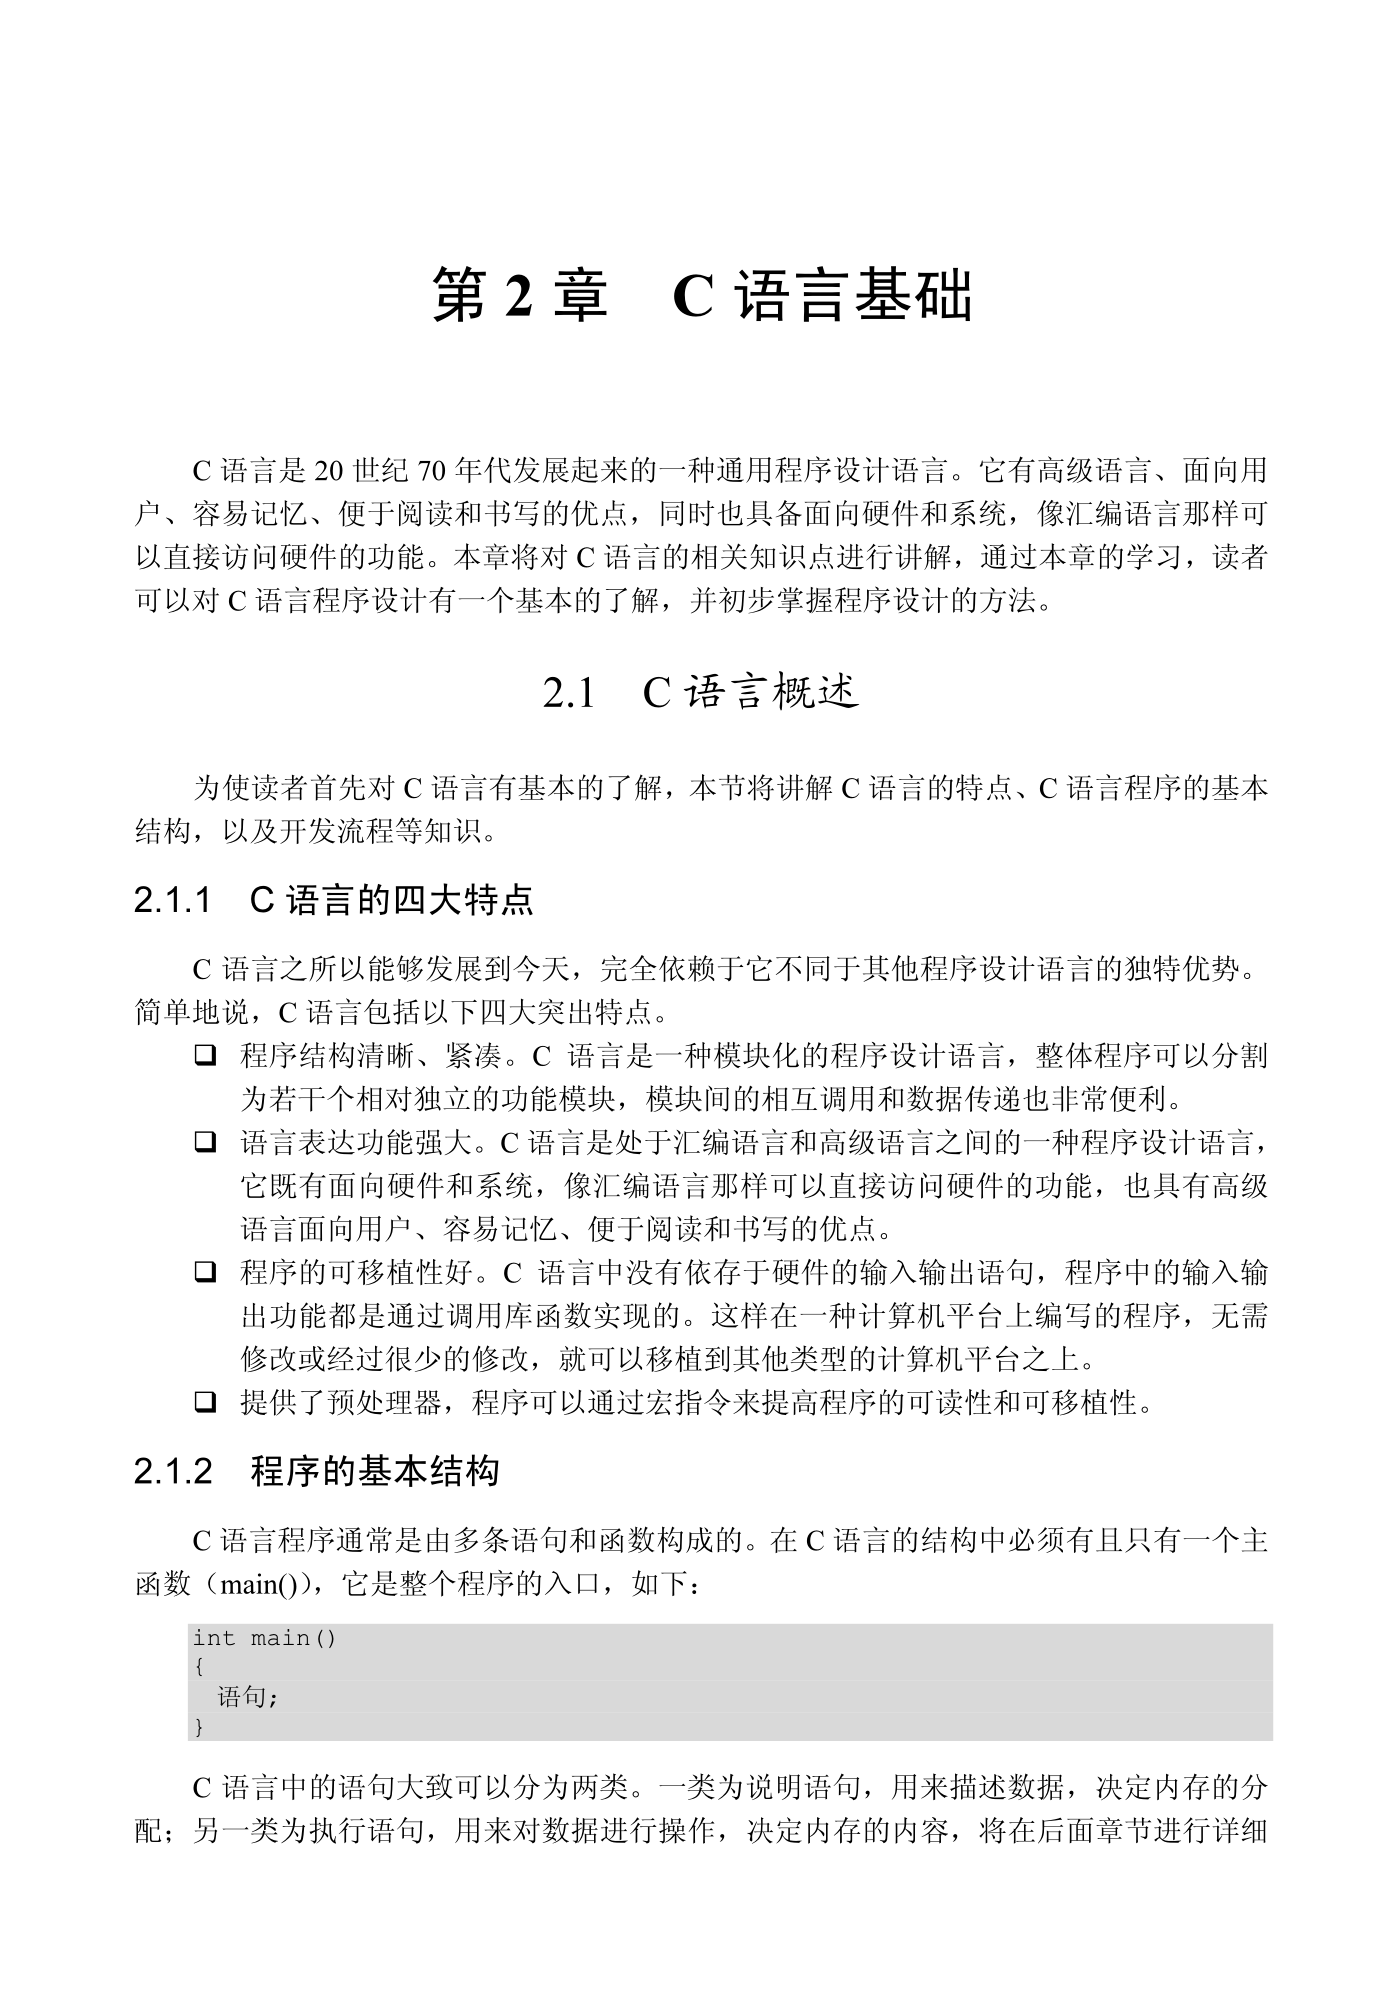 第 2 章　C 语言基础
C 语言是 20 世纪 70 年代发展起来的一种通用程序设计语言。它有高级语言、面向用
户、容易记忆、便于阅读和书写的优点，同时也具备面向硬件和系统，像汇编语言那样可
以直接访问硬件的功能。本章将对 C 语言的相关知识点进行讲解，通过本章的学习，读者
可以对 C 语言程序设计有一个基本的了解，并初步掌握程序设计的方法。
2.1　C 语言概述
为使读者首先对 C 语言有基本的了解，本节将讲解 C 语言的特点、C 语言程序的基本
结构，以及开发流程等知识。
2.1.1　C 语言的四大特点
C 语言之所以能够发展到今天，完全依赖于它不同于其他程序设计语言的独特优势。
简单地说，C 语言包括以下四大突出特点。
❑ 程序结构清晰、紧凑。C 语言是一种模块化的程序设计语言，整体程序可以分割
为若干个相对独立的功能模块，模块间的相互调用和数据传递也非常便利。
❑ 语言表达功能强大。C 语言是处于汇编语言和高级语言之间的一种程序设计语言，
它既有面向硬件和系统，像汇编语言那样可以直接访问硬件的功能，也具有高级
语言面向用户、容易记忆、便于阅读和书写的优点。
❑ 程序的可移植性好。C 语言中没有依存于硬件的输入输出语句，程序中的输入输
出功能都是通过调用库函数实现的。这样在一种计算机平台上编写的程序，无需
修改或经过很少的修改，就可以移植到其他类型的计算机平台之上。
❑ 提供了预处理器，程序可以通过宏指令来提高程序的可读性和可移植性。
2.1.2　程序的基本结构
C 语言程序通常是由多条语句和函数构成的。在 C 语言的结构中必须有且只有一个主
函数（main()），它是整个程序的入口，如下：
int main()
{
语句;
}
C 语言中的语句大致可以分为两类。一类为说明语句，用来描述数据，决定内存的分
配；另一类为执行语句，用来对数据进行操作，决定内存的内容，将在后面章节进行详细